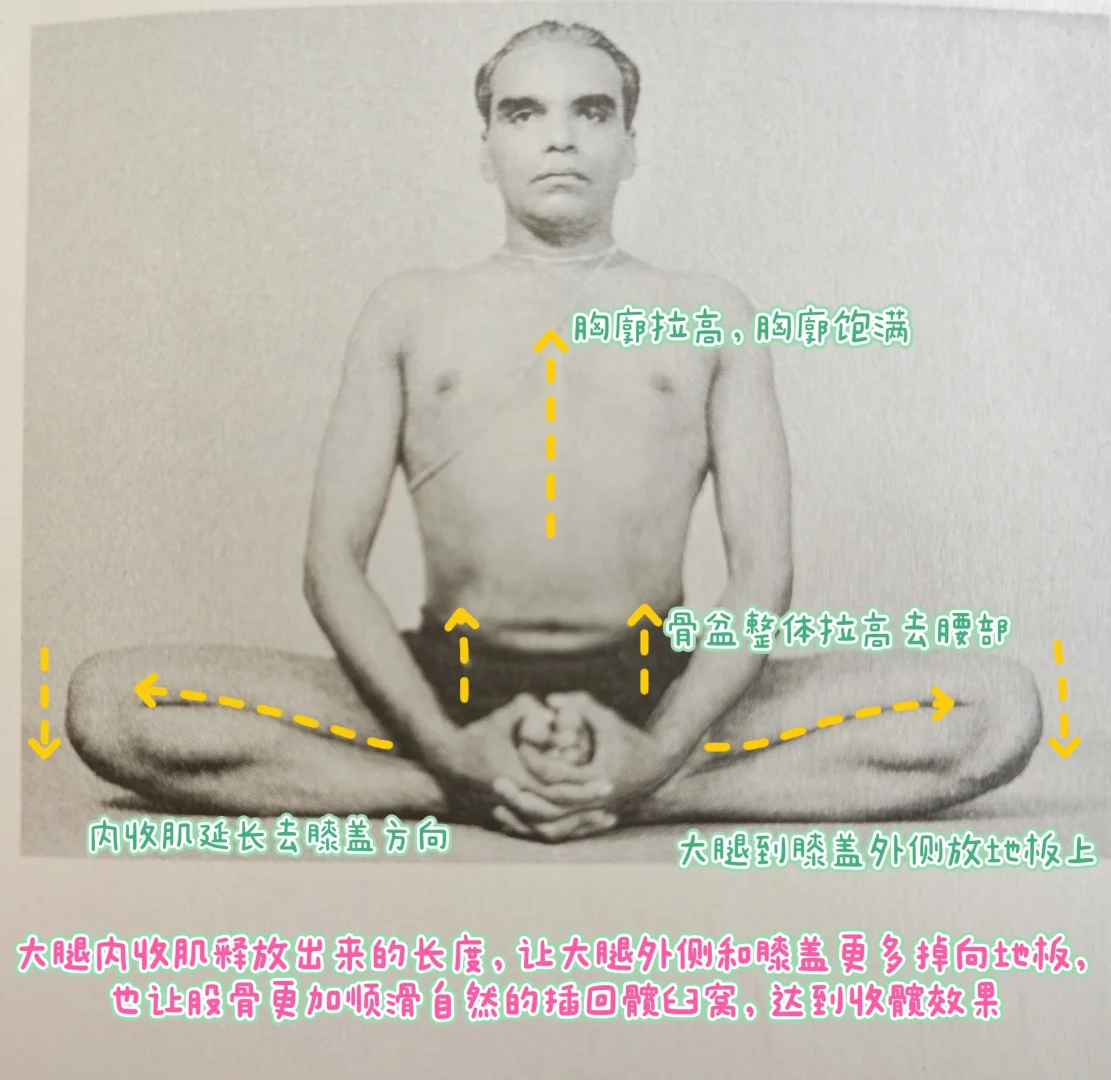 胸廓拉高，胸廓饱满
骨盆整体拉高去腰部
内收肌延长去膝盖方向
大腿到膝盖外侧放地板上
大腿内收肌释放出来的长度，让大腿外侧和膝盖更多掉向地板，
也让股骨更加顺滑自然的插回髋臼窝，达到收髋效果